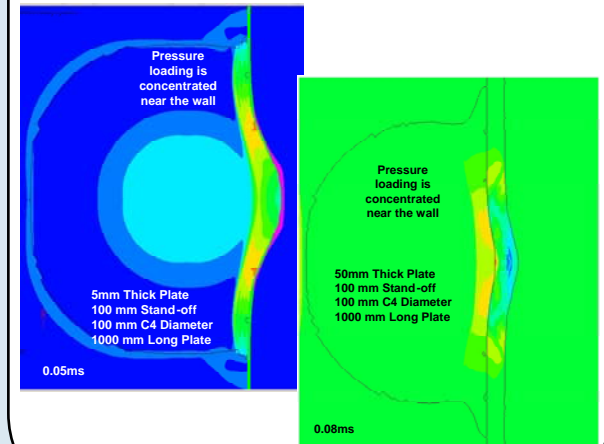 Pressure
loading is
concentrated
near the wall
5mm Thick Plate
100 mm Stand-off
100 mm C4 Diameter
1000 mm Long Plate
0.05ms
Pressure
loading is
concentrated
near the wall
50mm Thick Plate
100 mm Stand-off
100 mm C4 Diameter
1000 mm Long Plate
0.08ms